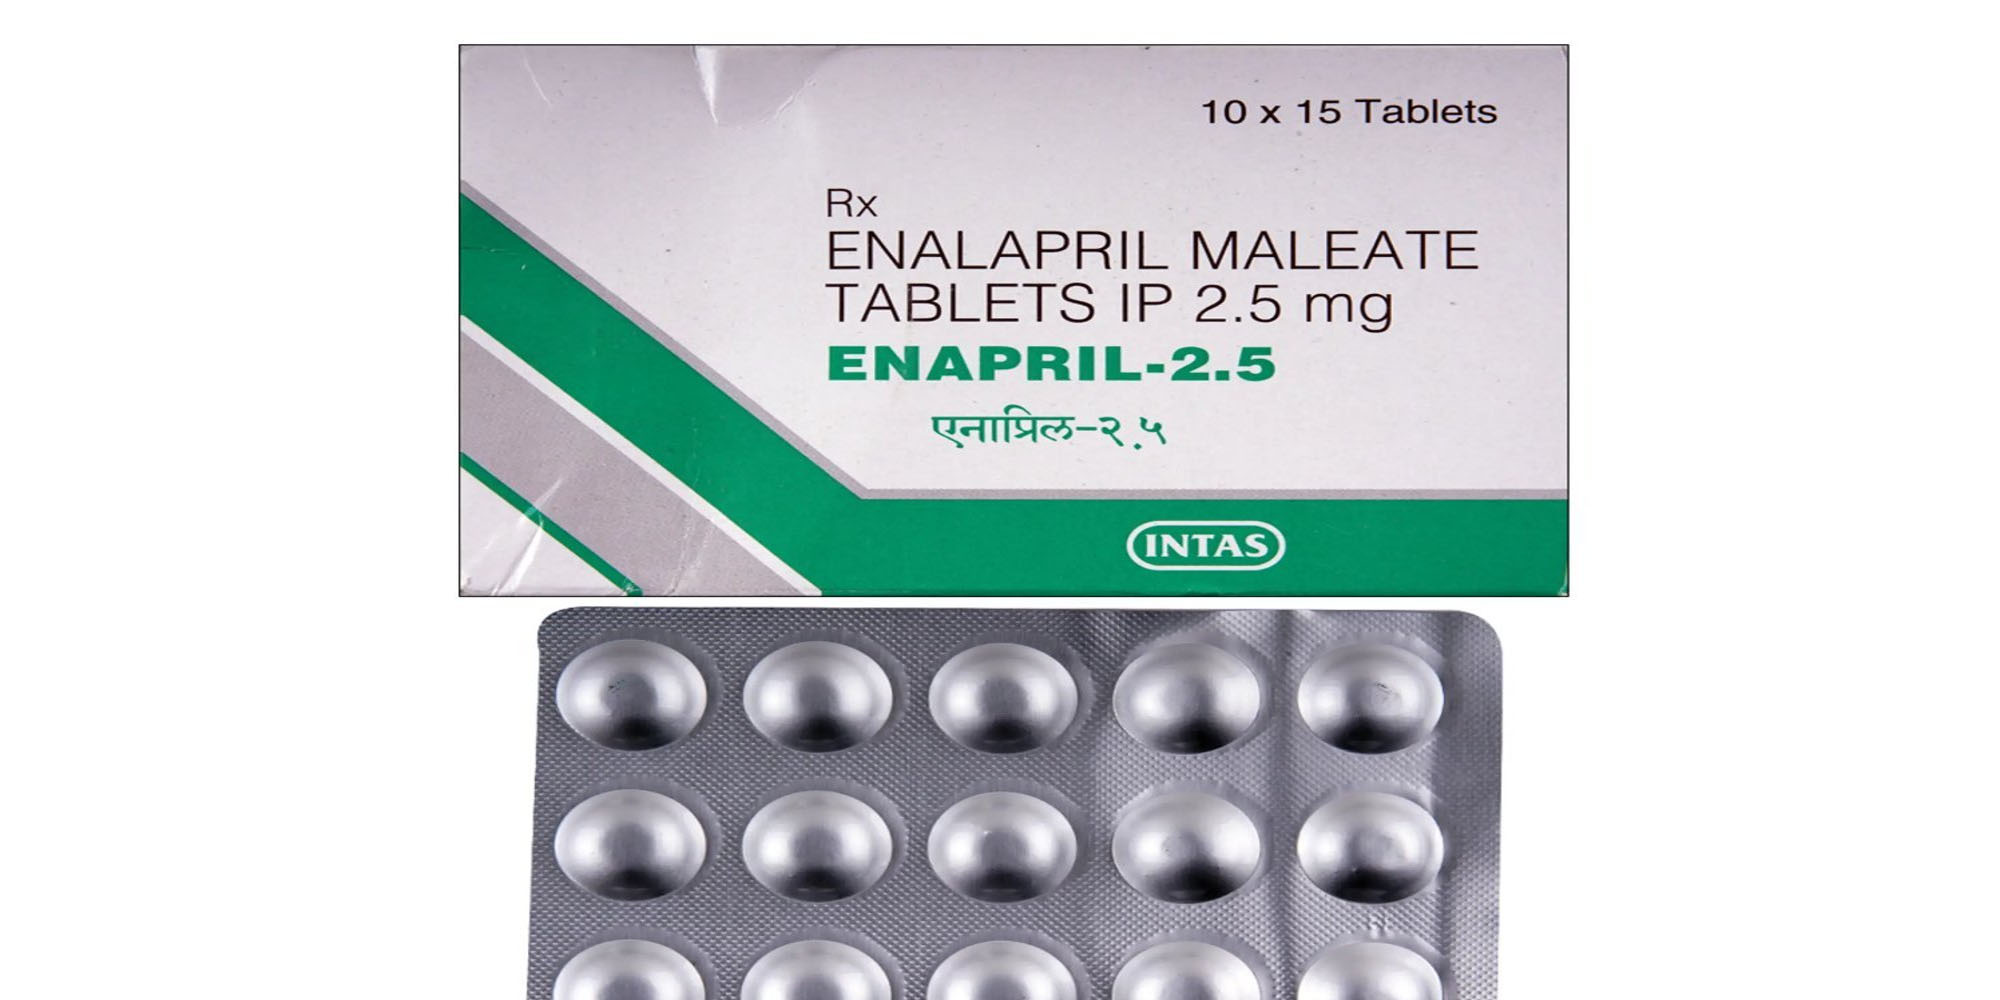 10 x 15 Tablets
Rx
ENALAPRIL MALEATE
TABLETS IP 2.5 mg
ENAPRIL-2.5
एनाप्रिल-२.५
INTAS